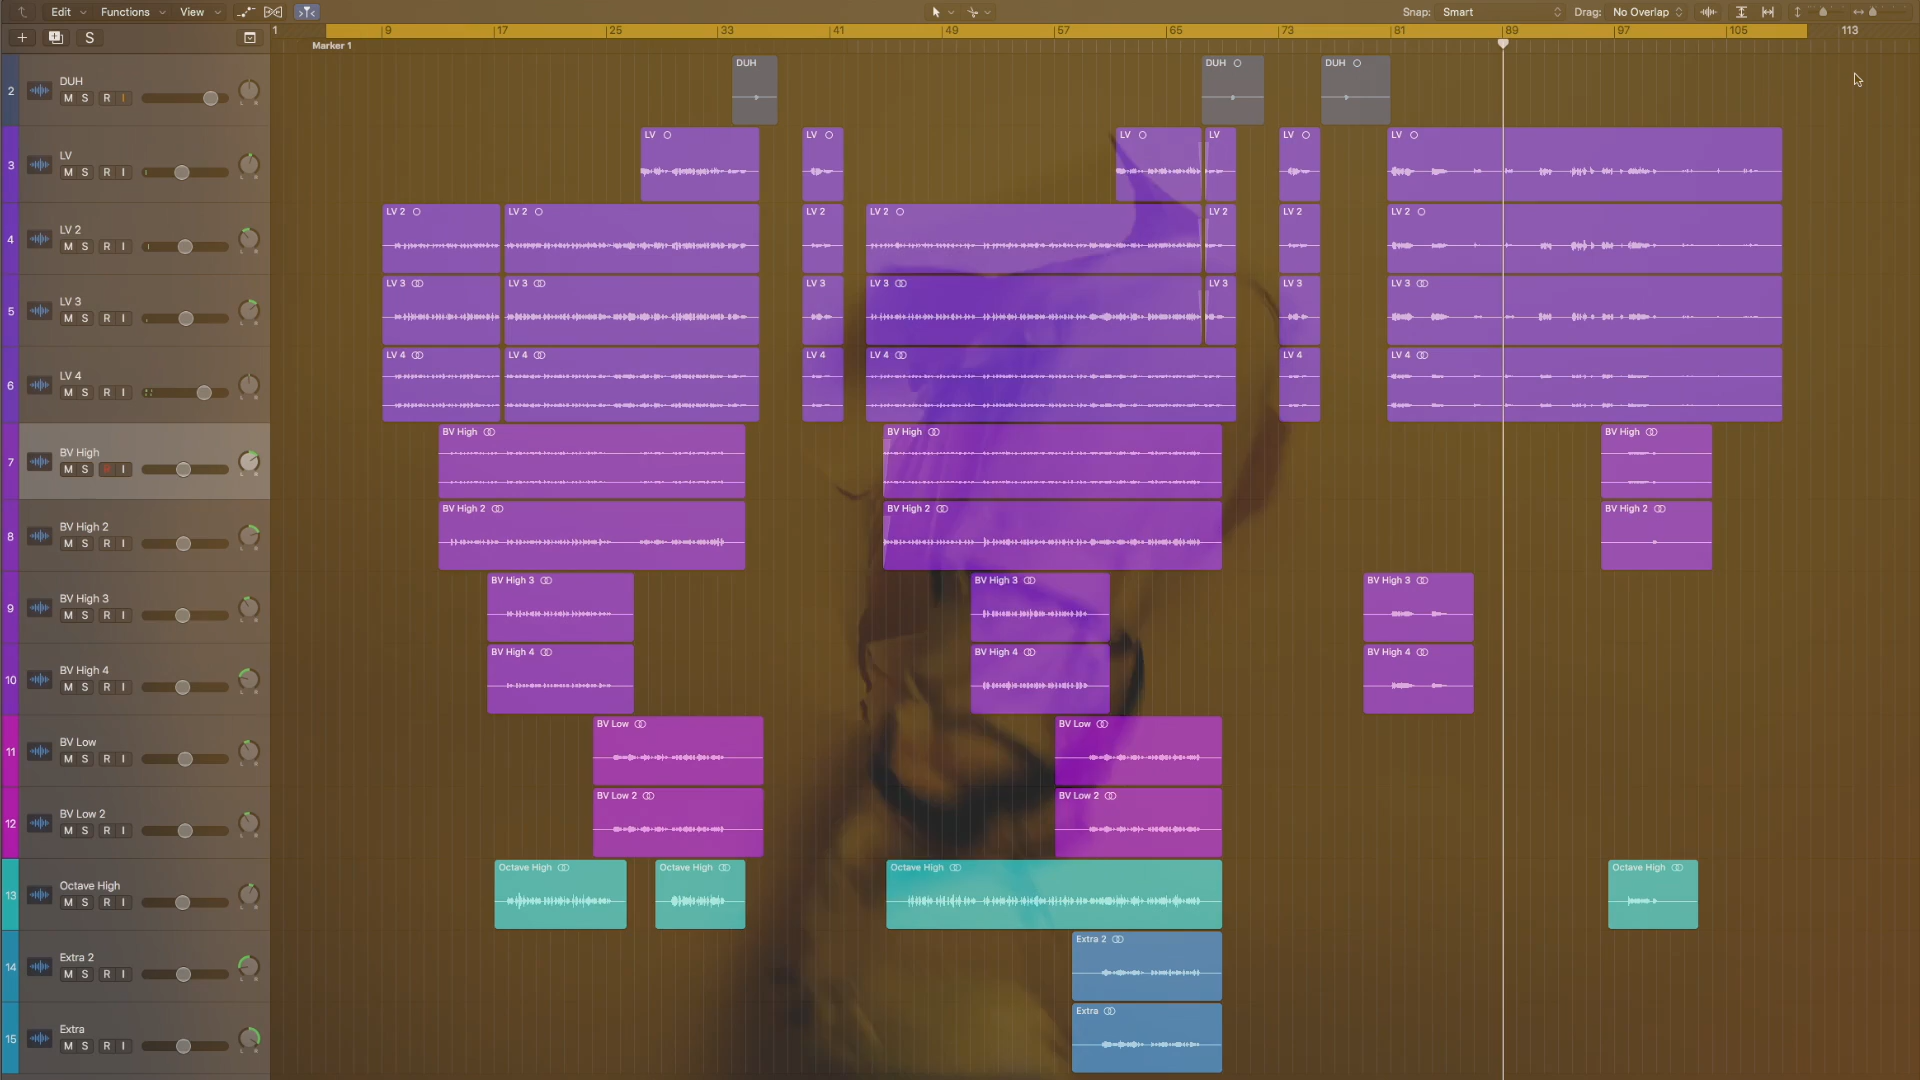 Edit Functions View Snap: Smart Drag: No Overlap
1 9 17 25 33 41 49 57 65 73 81 89 97 105 113
S Marker 1
2 DUH M S R I DUH DUH DUH
3 LV M S R I LV LV LV LV LV LV
4 LV 2 M S R I LV 2 LV 2 LV 2 LV 2 LV 2 LV 2 LV 2
5 LV 3 M S R I LV 3 LV 3 LV 3 LV 3 LV 3 LV 3 LV 3
6 LV 4 M S R I LV 4 LV 4 LV 4 LV 4 LV 4 LV 4
7 BV High M S R I BV High BV High BV High
8 BV High 2 M S R I BV High 2 BV High 2 BV High 2
9 BV High 3 M S R I BV High 3 BV High 3 BV High 3
10 BV High 4 M S R I BV High 4 BV High 4 BV High 4
11 BV Low M S R I BV Low BV Low
12 BV Low 2 M S R I BV Low 2 BV Low 2
13 Octave High M S R I Octave High Octave High Octave High Octave High
14 Extra 2 M S R I Extra 2
15 Extra M S R I Extra